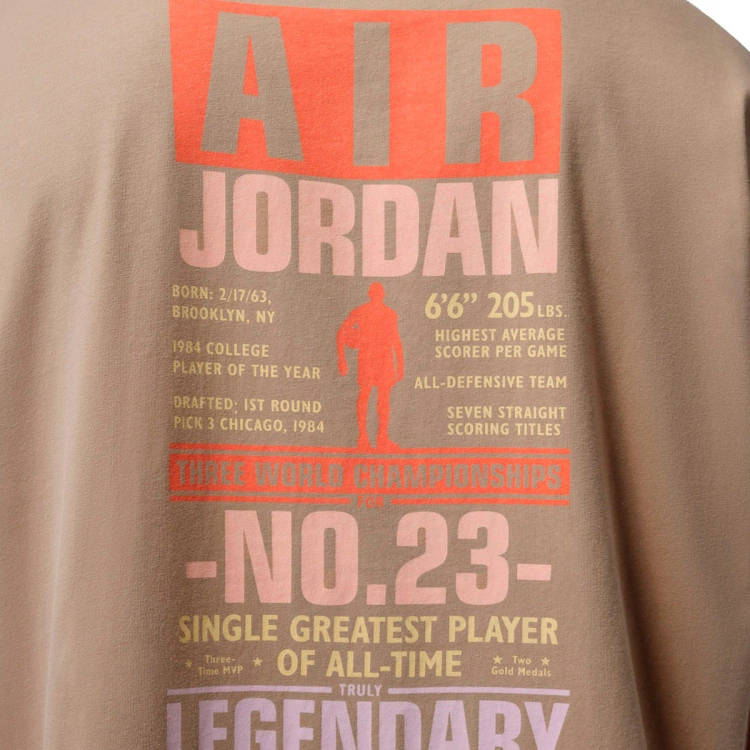 AIR
JORDAN
BORN: 2/17/63,
BROOKLYN, NY
1984 COLLEGE
PLAYER OF THE YEAR
DRAFTED; 1ST ROUND
PICK 3 CHICAGO, 1984
6'6" 205 LBS.
HIGHEST AVERAGE
SCORER PER GAME
ALL-DEFENSIVE TEAM
SEVEN STRAIGHT
SCORING TITLES
THREE WORLD CHAMPIONSHIPS
FOR
-NO.23-
SINGLE GREATEST PLAYER
OF ALL-TIME
★ Three- ★
Time MVP
★ Two ★
Gold Medals
TRULY
LEGENDARY